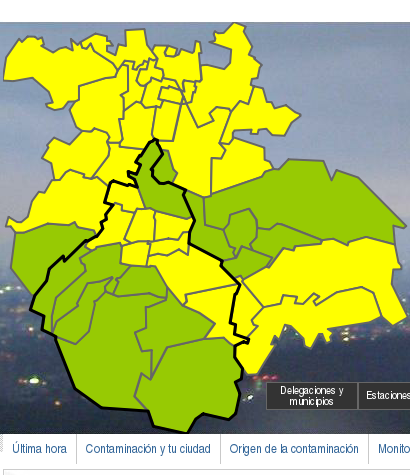 Delegaciones y
municipios
Estaciones
Última hora
Contaminación y tu ciudad
Origen de la contaminación
Monito